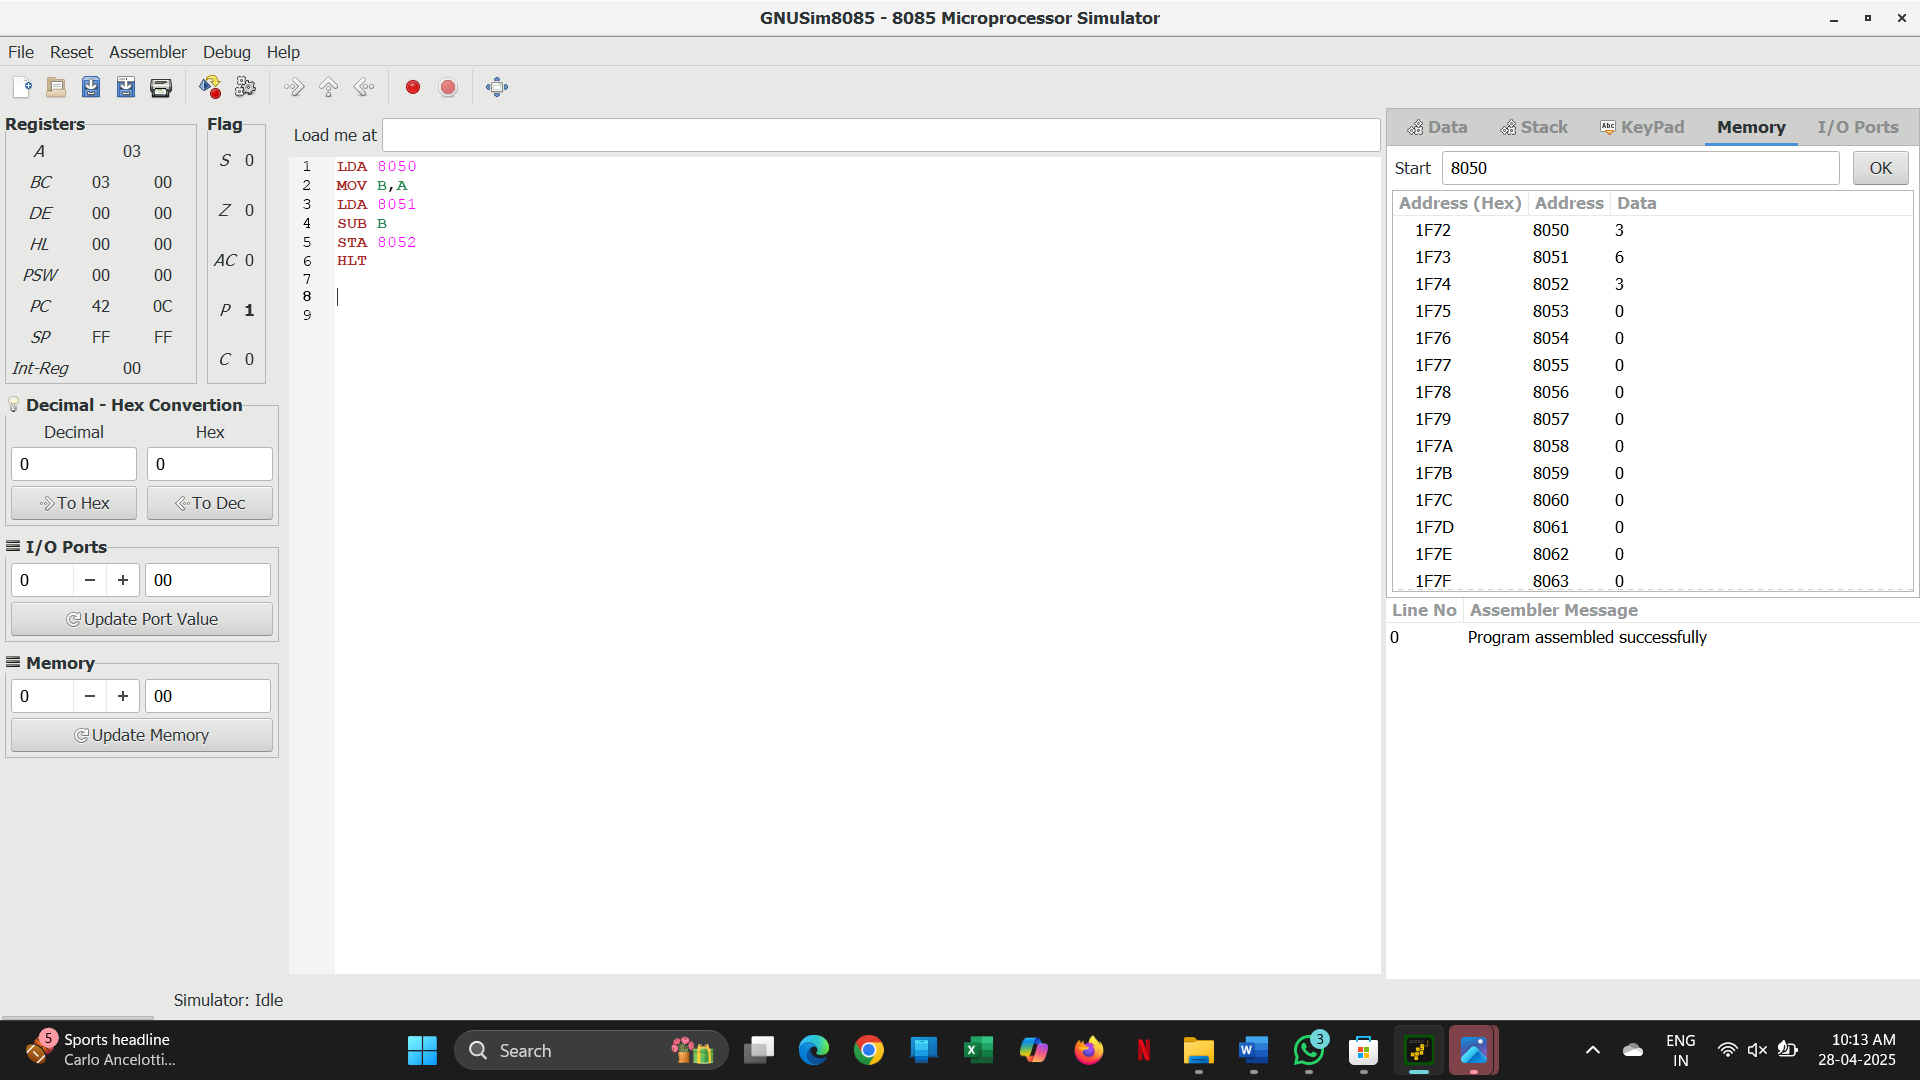 GNUSim8085 - 8085 Microprocessor Simulator
File Reset Assembler Debug Help
Registers
A 03
BC 03 00
DE 00 00
HL 00 00
PSW 00 00
PC 42 0C
SP FF FF
Int-Reg 00
Flag
S 0
Z 0
AC 0
P 1
C 0
Decimal - Hex Convertion
Decimal Hex
0 0
To Hex To Dec
I/O Ports
0 − + 00
Update Port Value
Memory
0 − + 00
Update Memory
Load me at
1 LDA 8050
2 MOV B,A
3 LDA 8051
4 SUB B
5 STA 8052
6 HLT
7
8
9
Data Stack Abc KeyPad Memory I/O Ports
Start 8050 OK
Address (Hex) Address Data
1F72 8050 3
1F73 8051 6
1F74 8052 3
1F75 8053 0
1F76 8054 0
1F77 8055 0
1F78 8056 0
1F79 8057 0
1F7A 8058 0
1F7B 8059 0
1F7C 8060 0
1F7D 8061 0
1F7E 8062 0
1F7F 8063 0
Line No Assembler Message
0 Program assembled successfully
Simulator: Idle
5 Sports headline
Carlo Ancelotti...
Search
3
ENG
IN
10:13 AM
28-04-2025